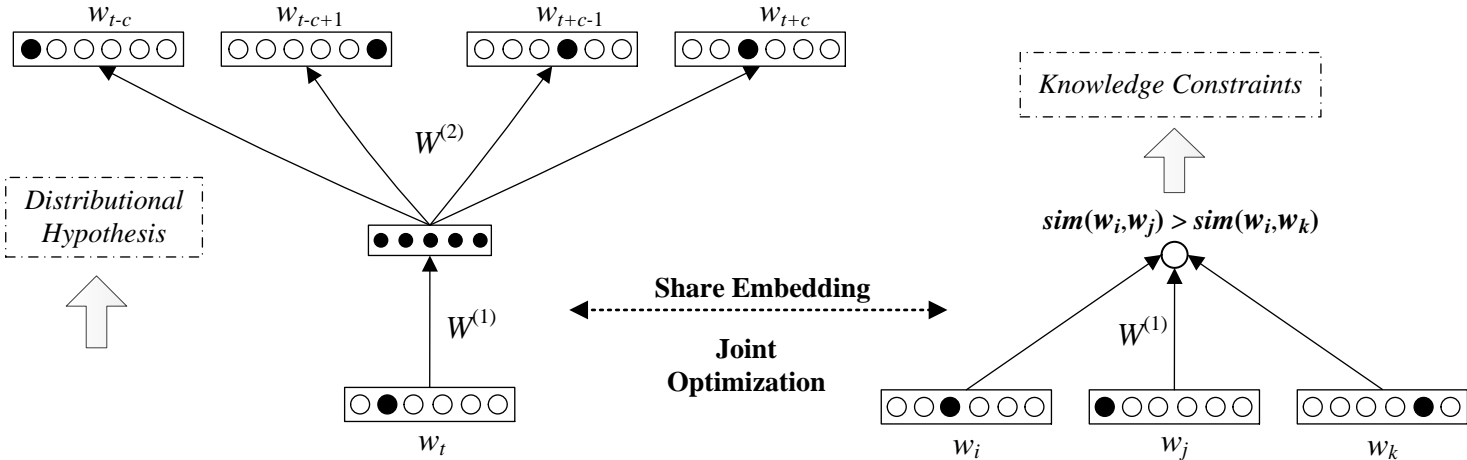 w_{t-c}
w_{t-c+1}
w_{t+c-1}
w_{t+c}
W^{(2)}
Distributional
Hypothesis
W^{(1)}
w_t
Share Embedding
Joint
Optimization
Knowledge Constraints
sim(w_i,w_j) > sim(w_i,w_k)
W^{(1)}
w_i
w_j
w_k